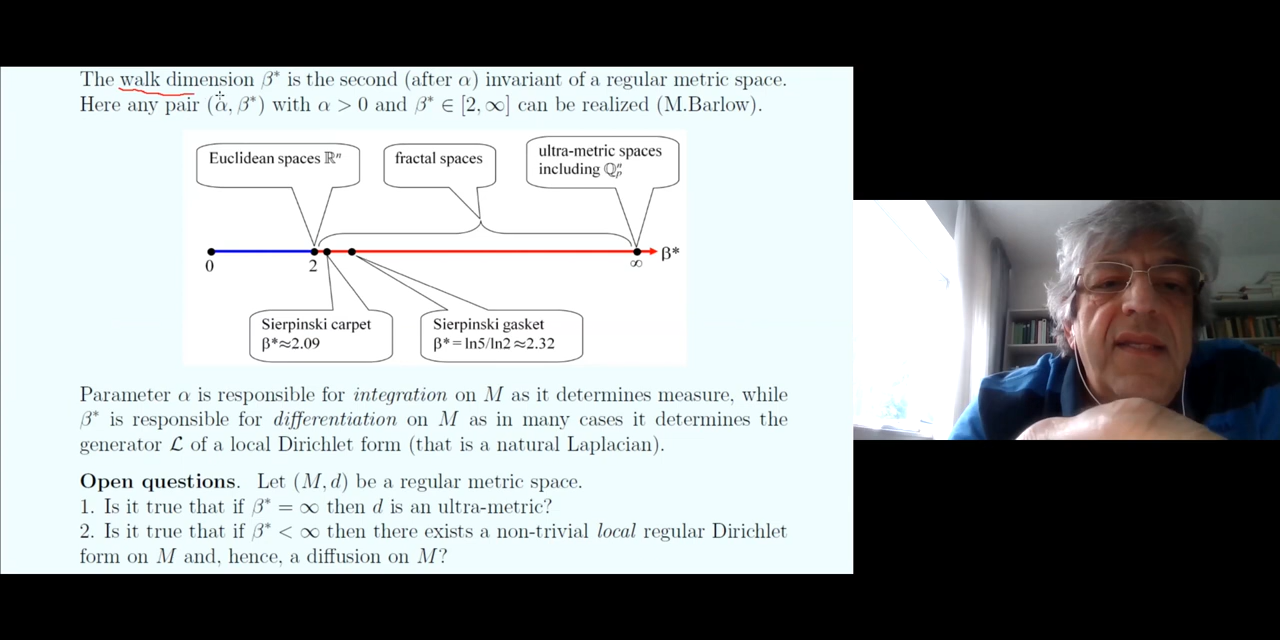 The walk dimension β* is the second (after α) invariant of a regular metric space.
Here any pair (α, β*) with α > 0 and β* ∈ [2, ∞] can be realized (M.Barlow).
Euclidean spaces ℝⁿ
fractal spaces
ultra-metric spaces
including ℚₚⁿ
0
2
∞
β*
Sierpinski carpet
β*≈2.09
Sierpinski gasket
β*=ln5/ln2≈2.32
Parameter α is responsible for integration on M as it determines measure, while
β* is responsible for differentiation on M as in many cases it determines the
generator 𝓛 of a local Dirichlet form (that is a natural Laplacian).
Open questions. Let (M, d) be a regular metric space.
1. Is it true that if β* = ∞ then d is an ultra-metric?
2. Is it true that if β* < ∞ then there exists a non-trivial local regular Dirichlet
form on M and, hence, a diffusion on M?